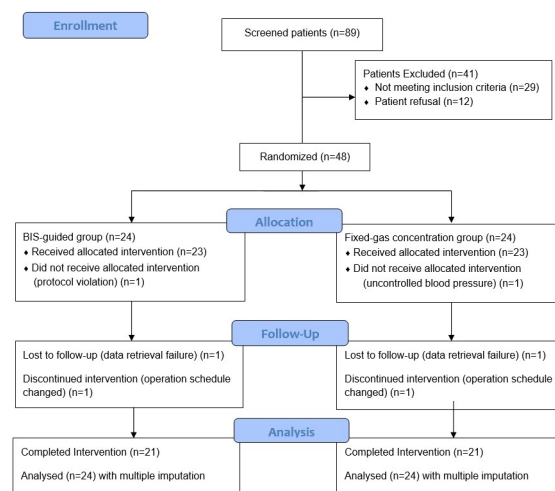 Enrollment
Screened patients (n=89)
Patients Excluded (n=41)
♦ Not meeting inclusion criteria (n=29)
♦ Patient refusal (n=12)
Randomized (n=48)
Allocation
BIS-guided group (n=24)
♦ Received allocated intervention (n=23)
♦ Did not receive allocated intervention
(protocol violation) (n=1)
Fixed-gas concentration group (n=24)
♦ Received allocated intervention (n=23)
♦ Did not receive allocated intervention
(uncontrolled blood pressure) (n=1)
Follow-Up
Lost to follow-up (data retrieval failure) (n=1)
Discontinued intervention (operation schedule
changed) (n=1)
Lost to follow-up (data retrieval failure) (n=1)
Discontinued intervention (operation schedule
changed) (n=1)
Analysis
Completed Intervention (n=21)
Analysed (n=24) with multiple imputation
Completed Intervention (n=21)
Analysed (n=24) with multiple imputation